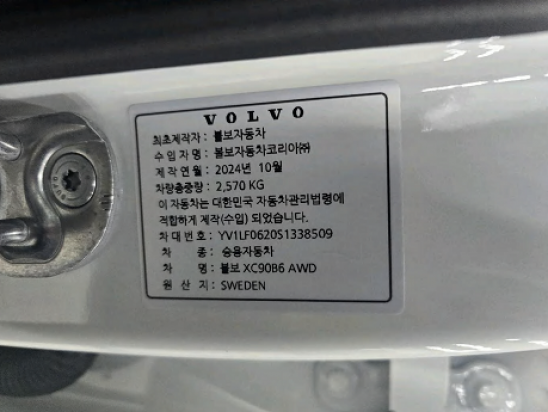 VOLVO
최초제작자 : 볼보자동차
수 입 자 명 : 볼보자동차코리아㈜
제 작 연 월 : 2024년 10월
차량총중량 : 2,570 KG
이 자동차는 대한민국 자동차관리법령에
적합하게 제작(수입) 되었습니다.
차 대 번 호 : YV1LF0620S1338509
차 종 : 승용자동차
차 명 : 볼보 XC90B6 AWD
원 산 지 : SWEDEN